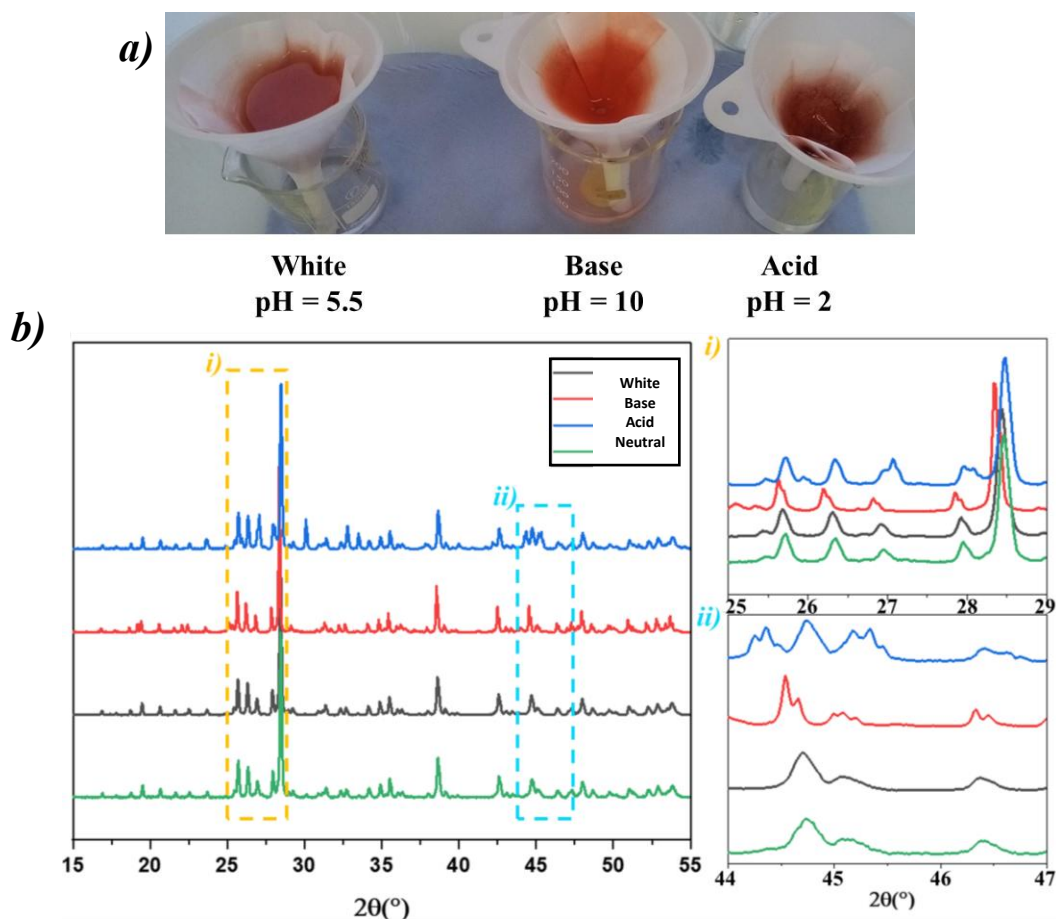 a)
White
pH = 5.5
Base
pH = 10
Acid
pH = 2
b)
i)
ii)
White
Base
Acid
Neutral
15 20 25 30 35 40 45 50 55
2θ(°)
i)
25 26 27 28 29
ii)
44 45 46 47
2θ(°)